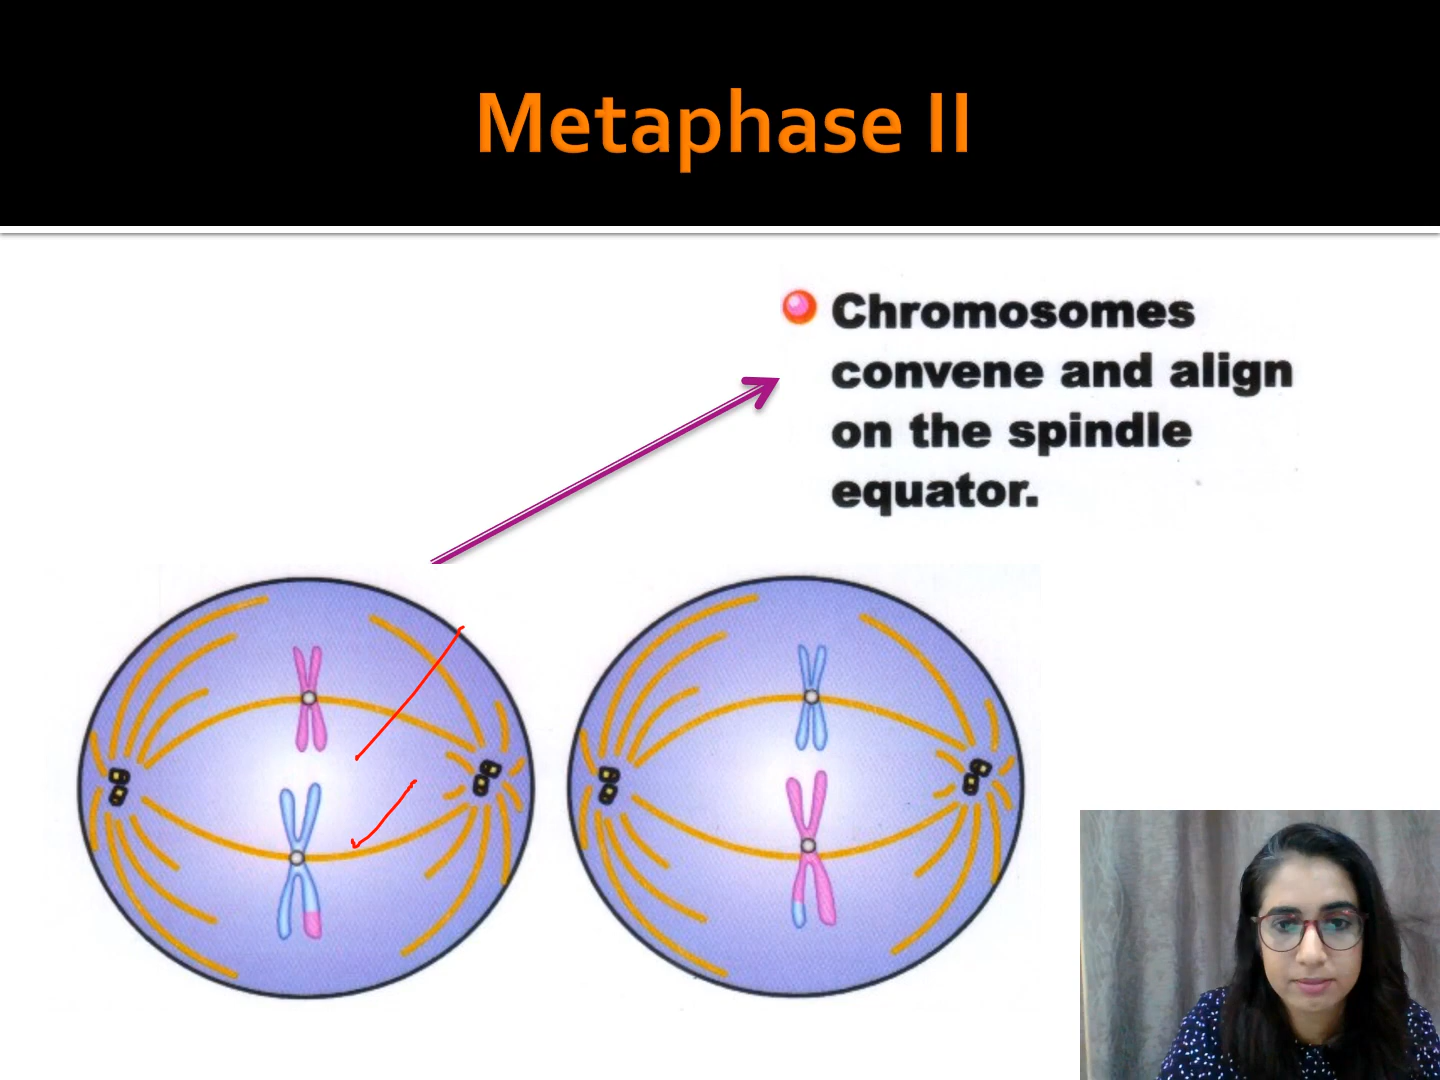 Metaphase II
Chromosomes
convene and align
on the spindle
equator.